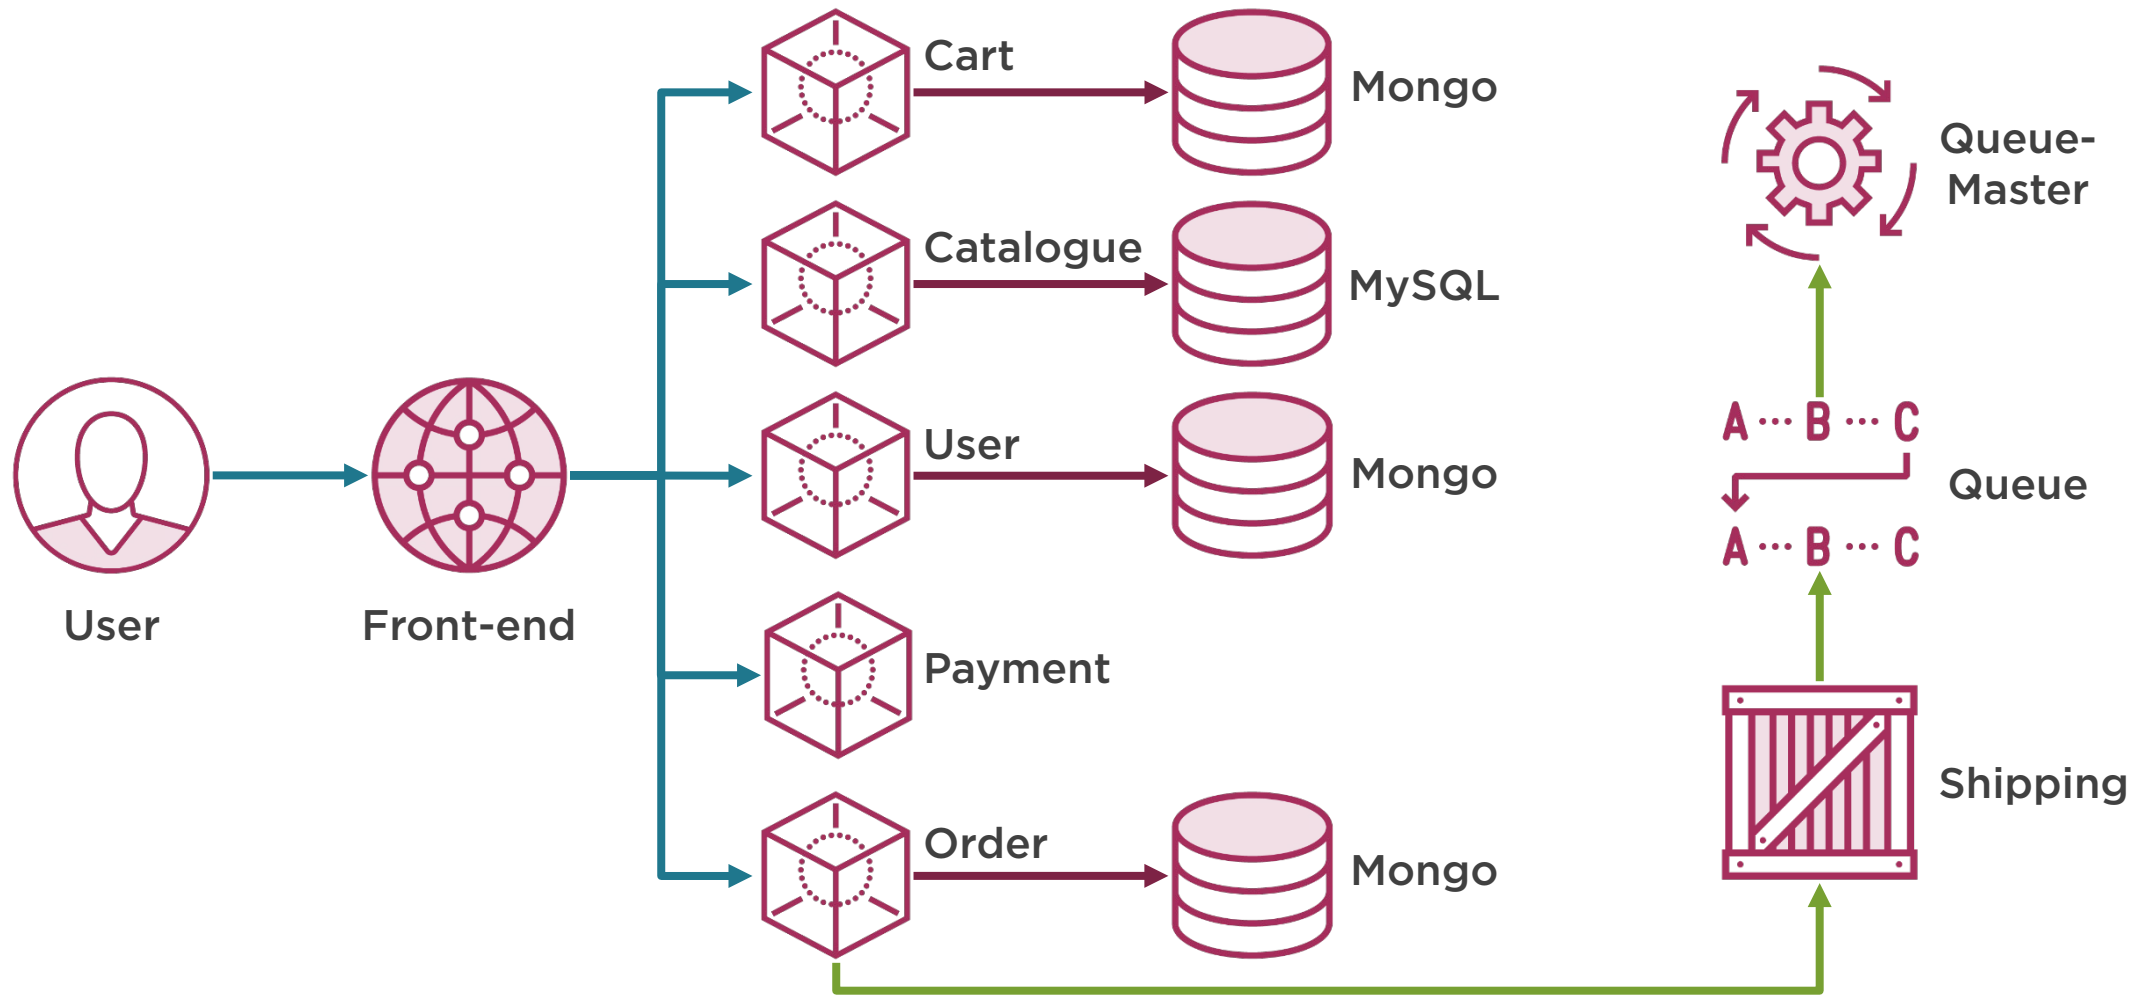 Cart
Mongo
Queue-
Master
Catalogue
MySQL
User
Mongo
A ··· B ··· C
Queue
A ··· B ··· C
User
Front-end
Payment
Shipping
Order
Mongo